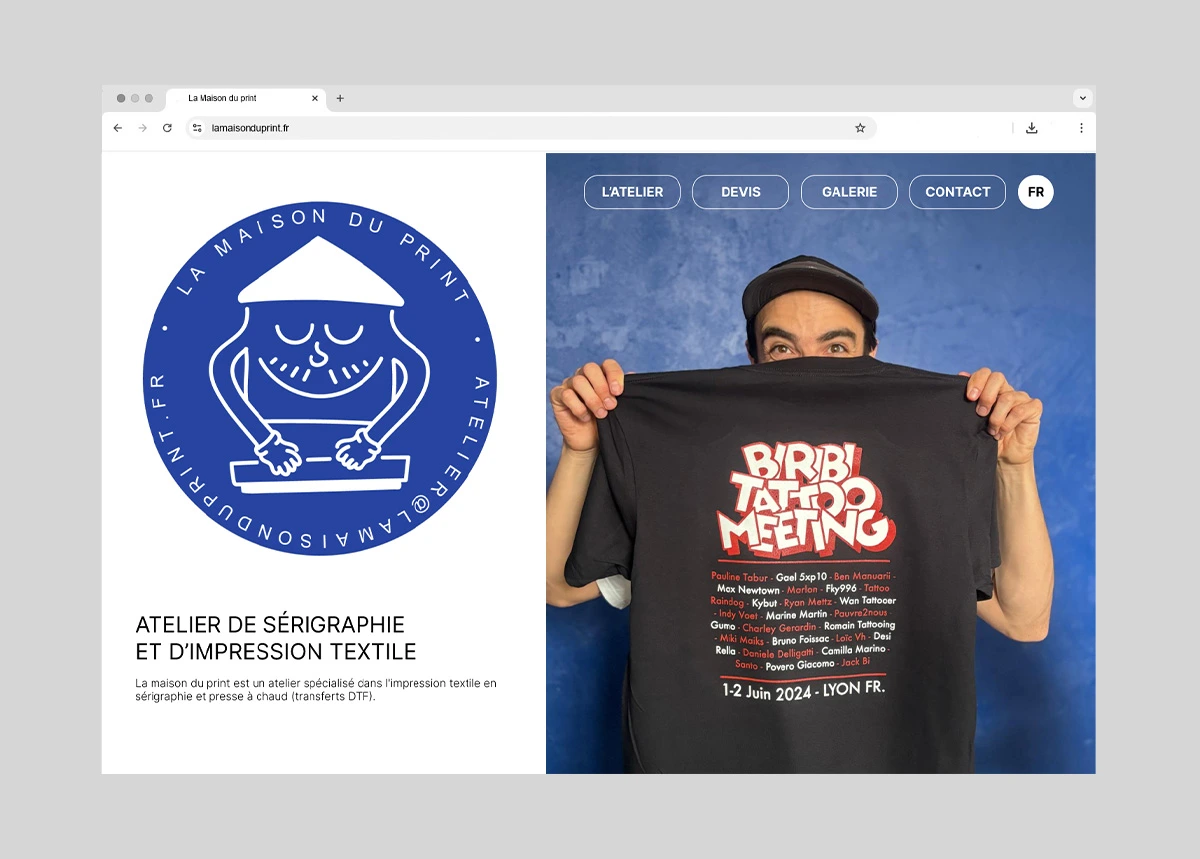 La Maison du print
lamaisonduprint.fr
L'ATELIER
DEVIS
GALERIE
CONTACT
FR
LA MAISON DU PRINT • ATELIER@LAMAISONDUPRINT.FR •
ATELIER DE SÉRIGRAPHIE
ET D'IMPRESSION TEXTILE
La maison du print est un atelier spécialisé dans l'impression textile en
sérigraphie et presse à chaud (transferts DTF).
BIRIBI
TATTOO
MEETING
Pauline Tabur - Gael 5xp10 - Ben Manuarii -
Max Newtown - Marlon - Fky996 - Tattoo
Raindog - Kybut - Ryan Mettz - Wan Tattooer
- Indy Voet - Marine Martin - Pauvre2nous -
Gumo - Charley Gerardin - Romain Tattooing
- Miki Maiks - Bruno Foissac - Loïc Vh - Desi
Relia - Daniele Delligatti - Camilla Marino -
Santo - Povero Giacomo - Jack Bi
1-2 Juin 2024 - LYON FR.